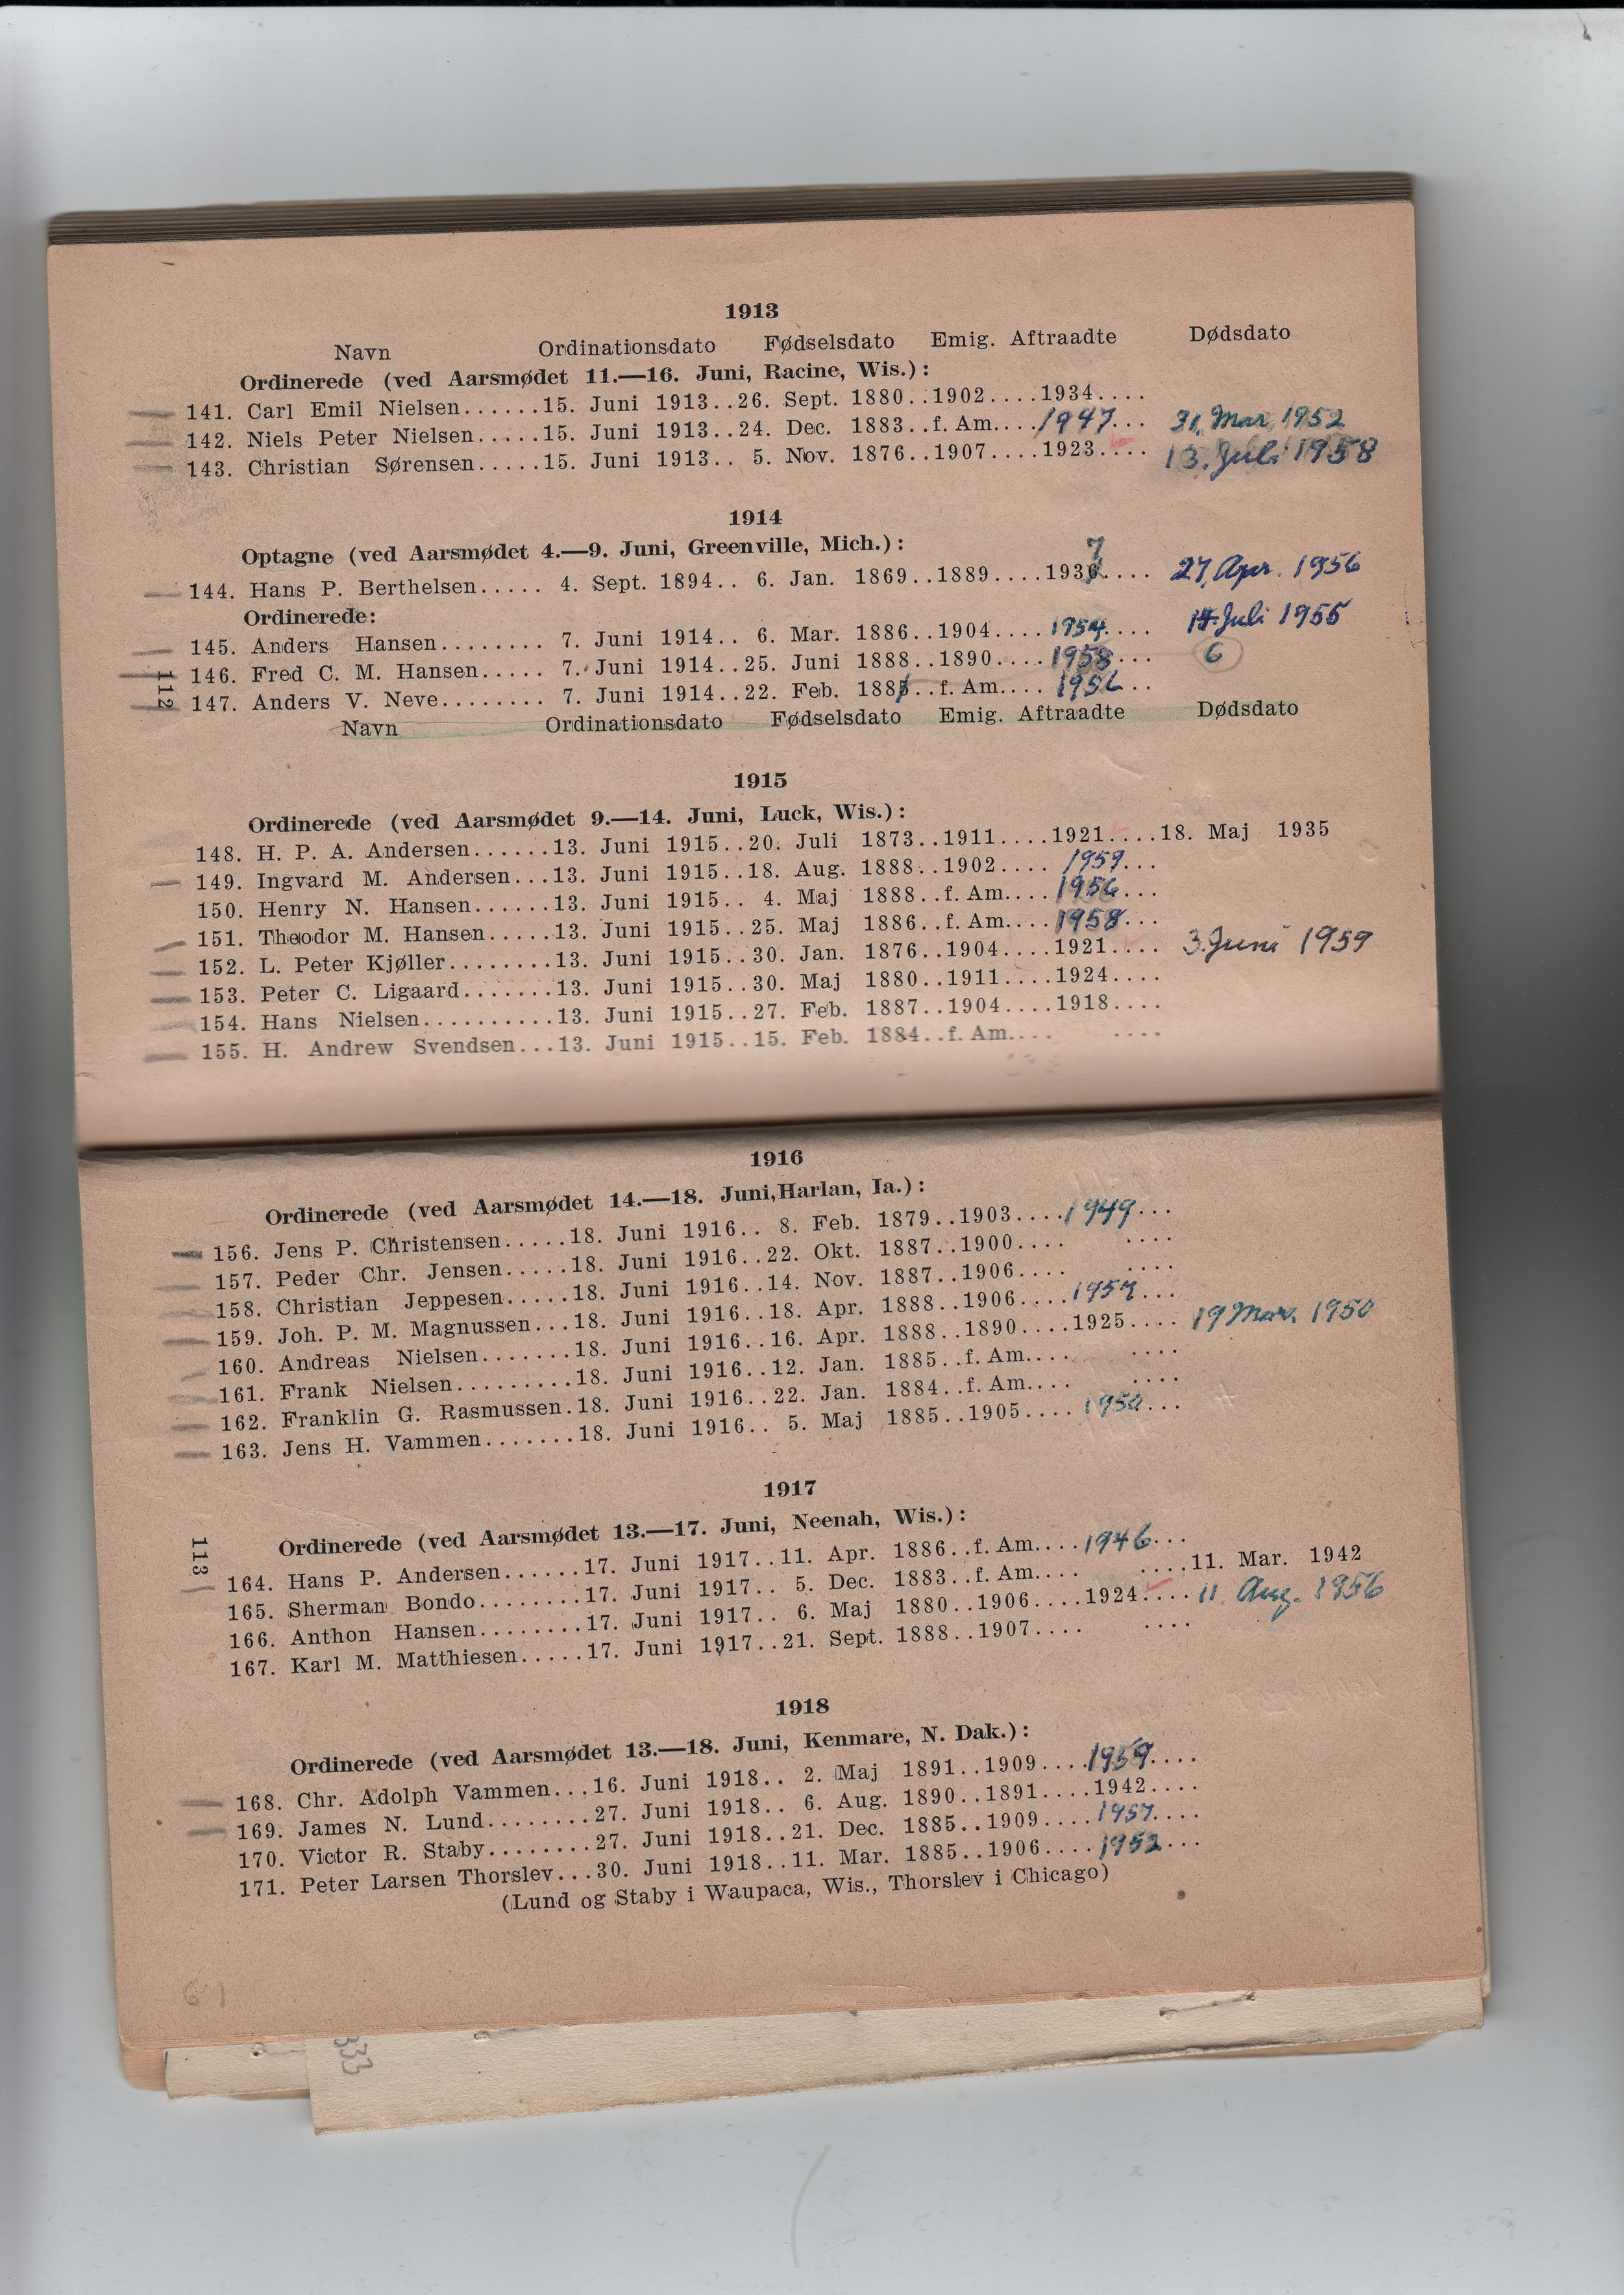 1913
Navn Ordinationsdato Fødselsdato Emig. Aftraadte Dødsdato
Ordinerede (ved Aarsmødet 11.—16. Juni, Racine, Wis.):
141. Carl Emil Nielsen......15. Juni 1913..26. Sept. 1880..1902....1934....
142. Niels Peter Nielsen.....15. Juni 1913..24. Dec. 1883..f. Am....1947... 31. Mar. 1952
143. Christian Sørensen.....15. Juni 1913.. 5. Nov. 1876..1907....1923.... 13. Juli 1958
1914
Optagne (ved Aarsmødet 4.—9. Juni, Greenville, Mich.):
7
144. Hans P. Berthelsen..... 4. Sept. 1894.. 6. Jan. 1869..1889....193 .... 27. Apr. 1956
Ordinerede:
145. Anders Hansen........ 7. Juni 1914.. 6. Mar. 1886..1904....1954.... 14. Juli 1955
146. Fred C. M. Hansen..... 7. Juni 1914..25. Juni 1888..1890....1958...
112
147. Anders V. Neve........ 7. Juni 1914..22. Feb. 188 ..f. Am.... 1956...
Navn Ordinationsdato Fødselsdato Emig. Aftraadte Dødsdato
1915
Ordinerede (ved Aarsmødet 9.—14. Juni, Luck, Wis.):
148. H. P. A. Andersen......13. Juni 1915..20. Juli 1873..1911....1921....18. Maj 1935
149. Ingvard M. Andersen...13. Juni 1915..18. Aug. 1888..1902.... 1959...
150. Henry N. Hansen......13. Juni 1915.. 4. Maj 1888..f. Am....1956...
151. Theodor M. Hansen.....13. Juni 1915..25. Maj 1886..f. Am....1958...
152. L. Peter Kjøller........13. Juni 1915..30. Jan. 1876..1904....1921.... 3. Juni 1959
153. Peter C. Ligaard.......13. Juni 1915..30. Maj 1880..1911....1924....
154. Hans Nielsen..........13. Juni 1915..27. Feb. 1887..1904....1918....
155. H. Andrew Svendsen...13. Juni 1915..15. Feb. 1884..f. Am.... ....
1916
Ordinerede (ved Aarsmødet 14.—18. Juni,Harlan, Ia.):
156. Jens P. Christensen.....18. Juni 1916.. 8. Feb. 1879..1903....1949...
157. Peder Chr. Jensen.....18. Juni 1916..22. Okt. 1887..1900.... ....
158. Christian Jeppesen......18. Juni 1916..14. Nov. 1887..1906.... ....
159. Joh. P. M. Magnussen...18. Juni 1916..18. Apr. 1888..1906....1957...
160. Andreas Nielsen.......18. Juni 1916..16. Apr. 1888..1890....1925.... 19 Mar. 1950
161. Frank Nielsen.........18. Juni 1916..12. Jan. 1885..f. Am.... ....
162. Franklin G. Rasmussen.18. Juni 1916..22. Jan. 1884..f. Am.... ....
163. Jens H. Vammen.......18. Juni 1916.. 5. Maj 1885..1905....1950...
1917
Ordinerede (ved Aarsmødet 13.—17. Juni, Neenah, Wis.):
113
164. Hans P. Andersen......17. Juni 1917..11. Apr. 1886..f. Am....1946...
165. Sherman Bondo.........17. Juni 1917.. 5. Dec. 1883..f. Am.... ....11. Mar. 1942
166. Anthon Hansen........17. Juni 1917.. 6. Maj 1880..1906....1924....11. Aug. 1956
167. Karl M. Matthiesen.....17. Juni 1917..21. Sept. 1888..1907.... ....
1918
Ordinerede (ved Aarsmødet 13.—18. Juni, Kenmare, N. Dak.):
168. Chr. Adolph Vammen...16. Juni 1918.. 2. Maj 1891..1909....1959....
169. James N. Lund........27. Juni 1918.. 6. Aug. 1890..1891....1942....
170. Victor R. Staby........27. Juni 1918..21. Dec. 1885..1909....1957....
171. Peter Larsen Thorslev...30. Juni 1918..11. Mar. 1885..1906....1952...
(Lund og Staby i Waupaca, Wis., Thorslev i Chicago)
333